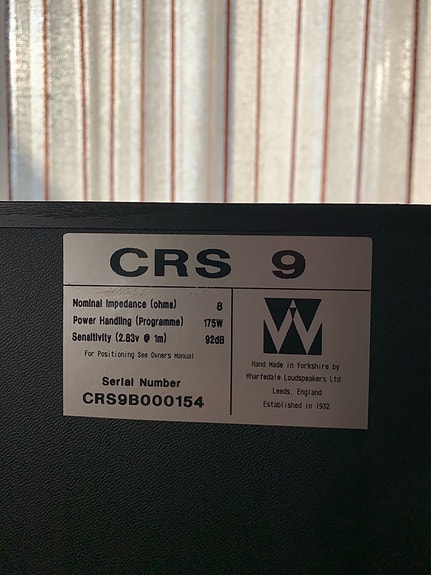 CRS 9
Nominal Impedance (ohms) 8
Power Handling (Programme) 175W
Sensitivity (2.83v @ 1m) 92dB
For Positioning See Owners Manual
Serial Number
CRS9B000154
W
Hand Made in Yorkshire by
Wharfedale Loudspeakers Ltd
Leeds, England
Established in 1932